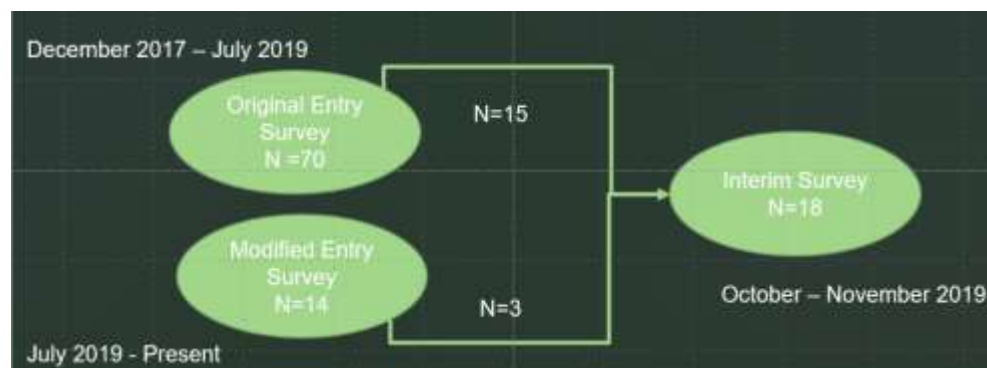 December 2017 – July 2019
Original Entry
Survey
N =70
N=15
Interim Survey
N=18
Modified Entry
Survey
N=14
N=3
October – November 2019
July 2019 - Present